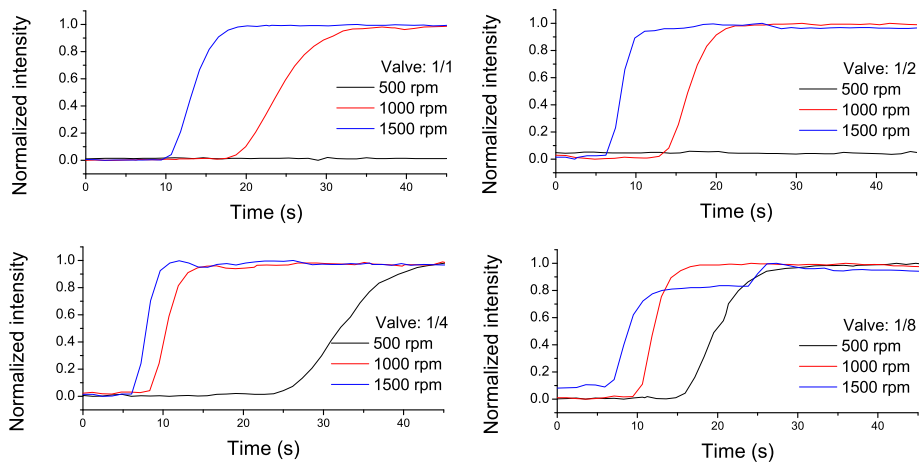 Normalized intensity
1.0
0.8
0.6
0.4
0.2
0.0
0
10
20
30
40
Time (s)
Valve: 1/1
500 rpm
1000 rpm
1500 rpm
Normalized intensity
1.0
0.8
0.6
0.4
0.2
0.0
0
10
20
30
40
Time (s)
Valve: 1/2
500 rpm
1000 rpm
1500 rpm
Normalized intensity
1.0
0.8
0.6
0.4
0.2
0.0
0
10
20
30
40
Time (s)
Valve: 1/4
500 rpm
1000 rpm
1500 rpm
Normalized intensity
1.0
0.8
0.6
0.4
0.2
0.0
0
10
20
30
40
Time (s)
Valve: 1/8
500 rpm
1000 rpm
1500 rpm